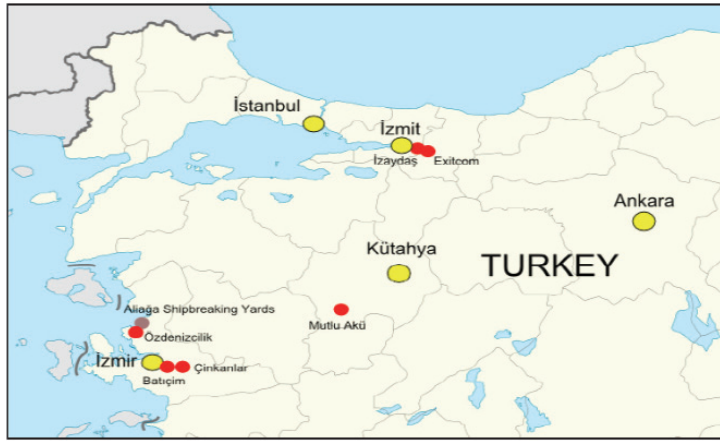 İstanbul
İzmit
İzaydaş
Exitcom
Ankara
Kütahya
TURKEY
Aliağa Shipbreaking Yards
Mutlu Akü
Özdenizcilik
İzmir
Batıçim
Çinkanlar